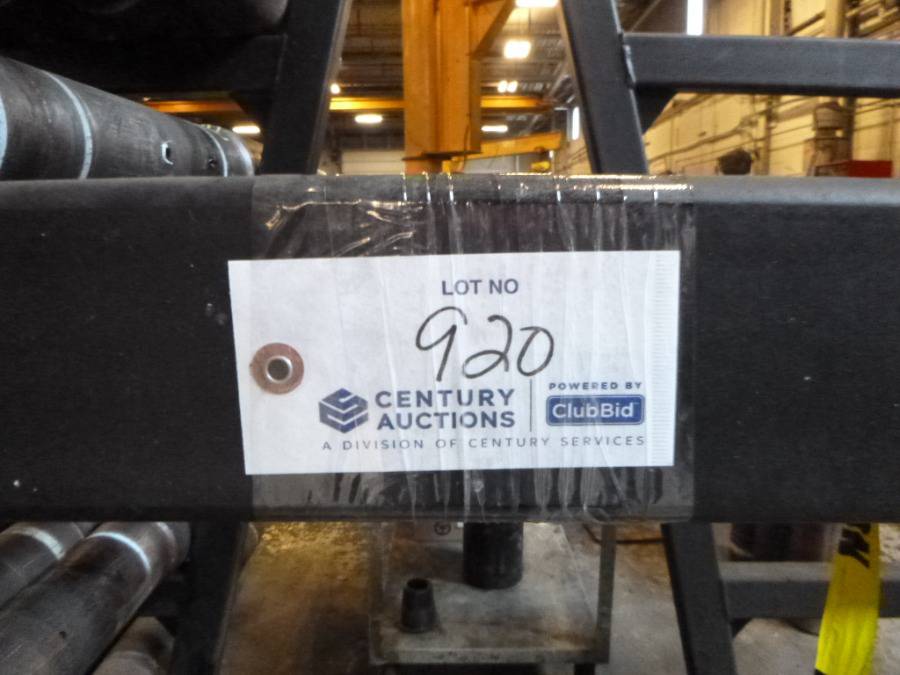 LOT NO
920
CENTURY
AUCTIONS
POWERED BY
ClubBid
A DIVISION OF CENTURY SERVICES